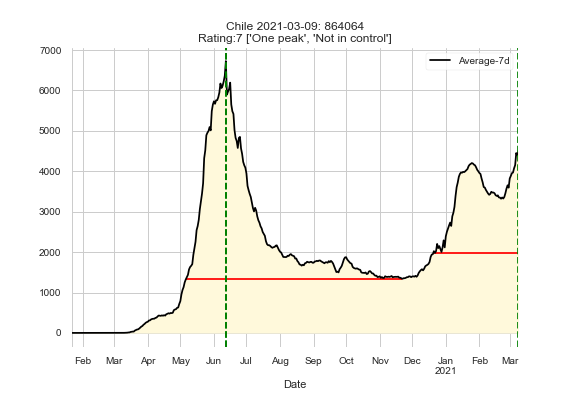 Chile 2021-03-09: 864064
Rating:7 ['One peak', 'Not in control']
Average-7d
7000
6000
5000
4000
3000
2000
1000
0
Feb Mar Apr May Jun Jul Aug Sep Oct Nov Dec Jan Feb Mar
2021
Date